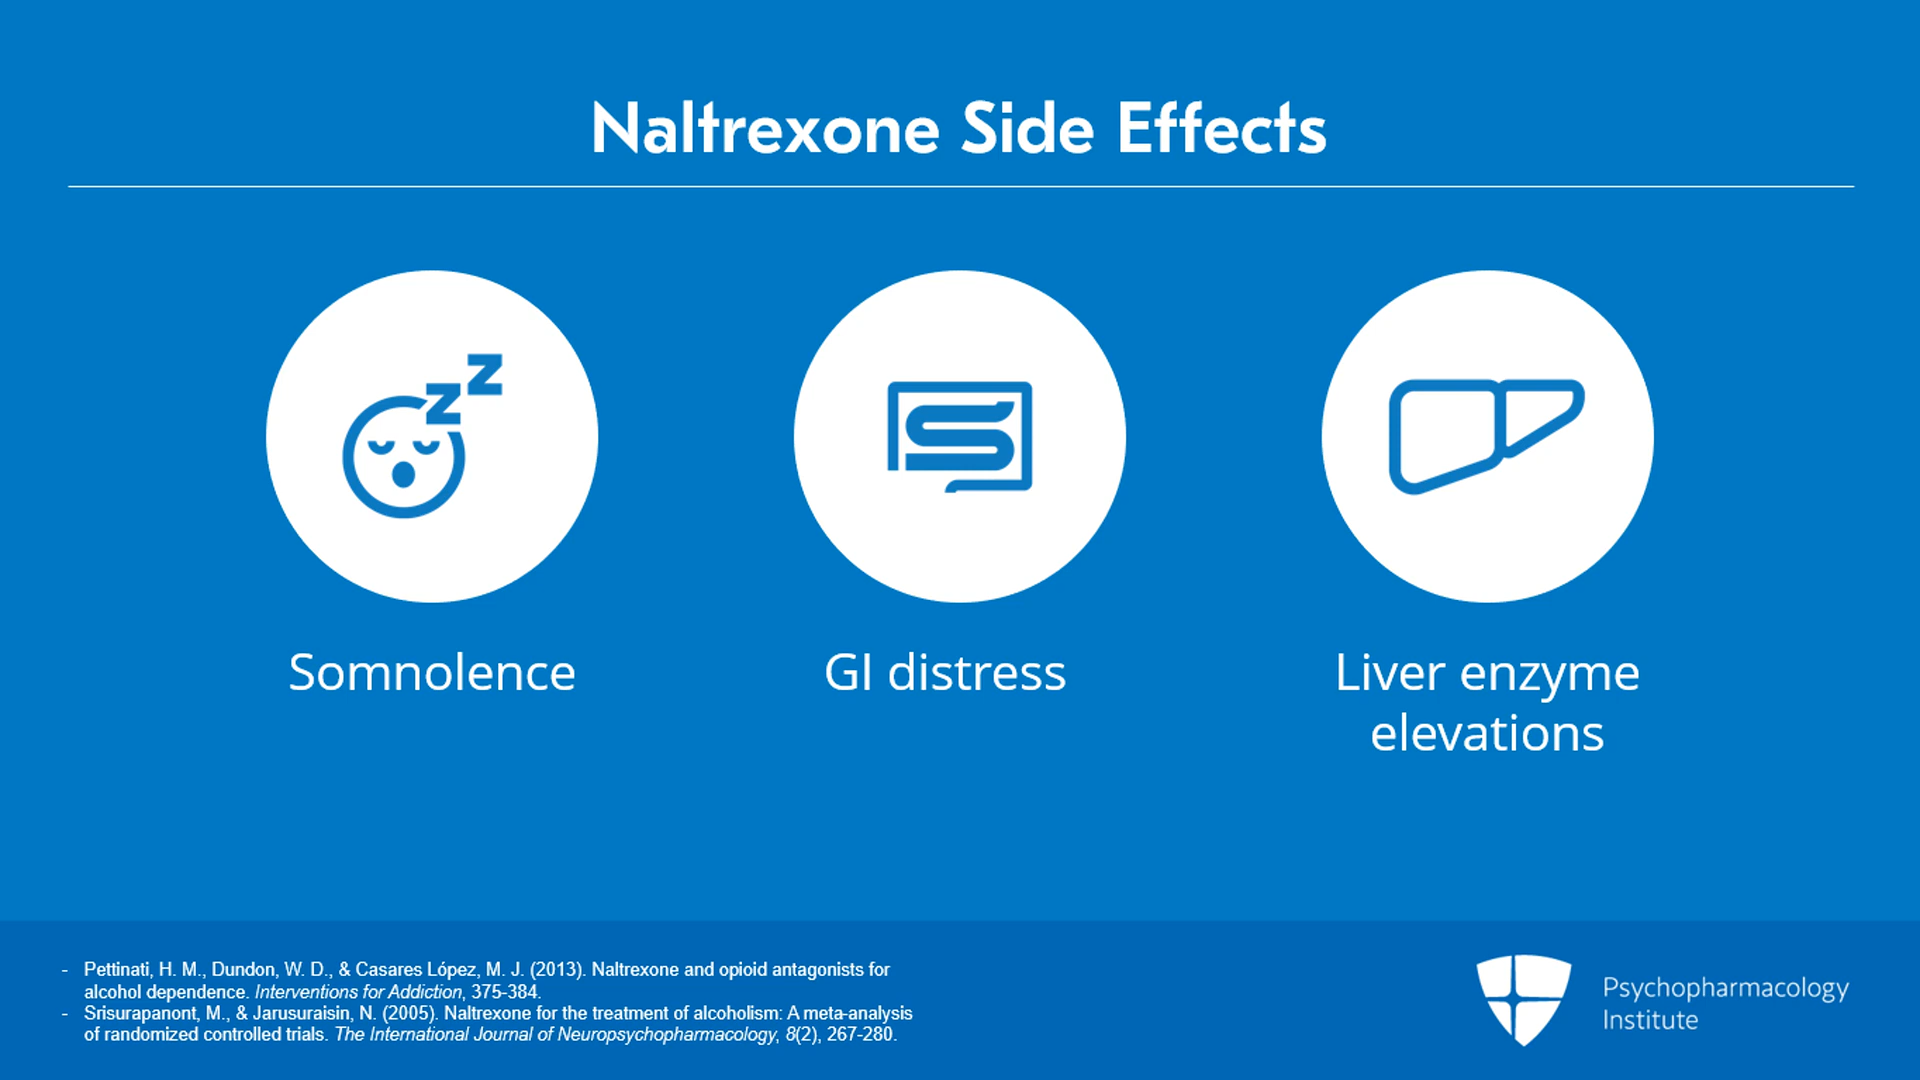 Naltrexone Side Effects
Somnolence
GI distress
Liver enzyme
elevations
- Pettinati, H. M., Dundon, W. D., & Casares López, M. J. (2013). Naltrexone and opioid antagonists for
alcohol dependence. Interventions for Addiction, 375-384.
- Srisurapanont, M., & Jarusuraisin, N. (2005). Naltrexone for the treatment of alcoholism: A meta-analysis
of randomized controlled trials. The International Journal of Neuropsychopharmacology, 8(2), 267-280.
Psychopharmacology
Institute